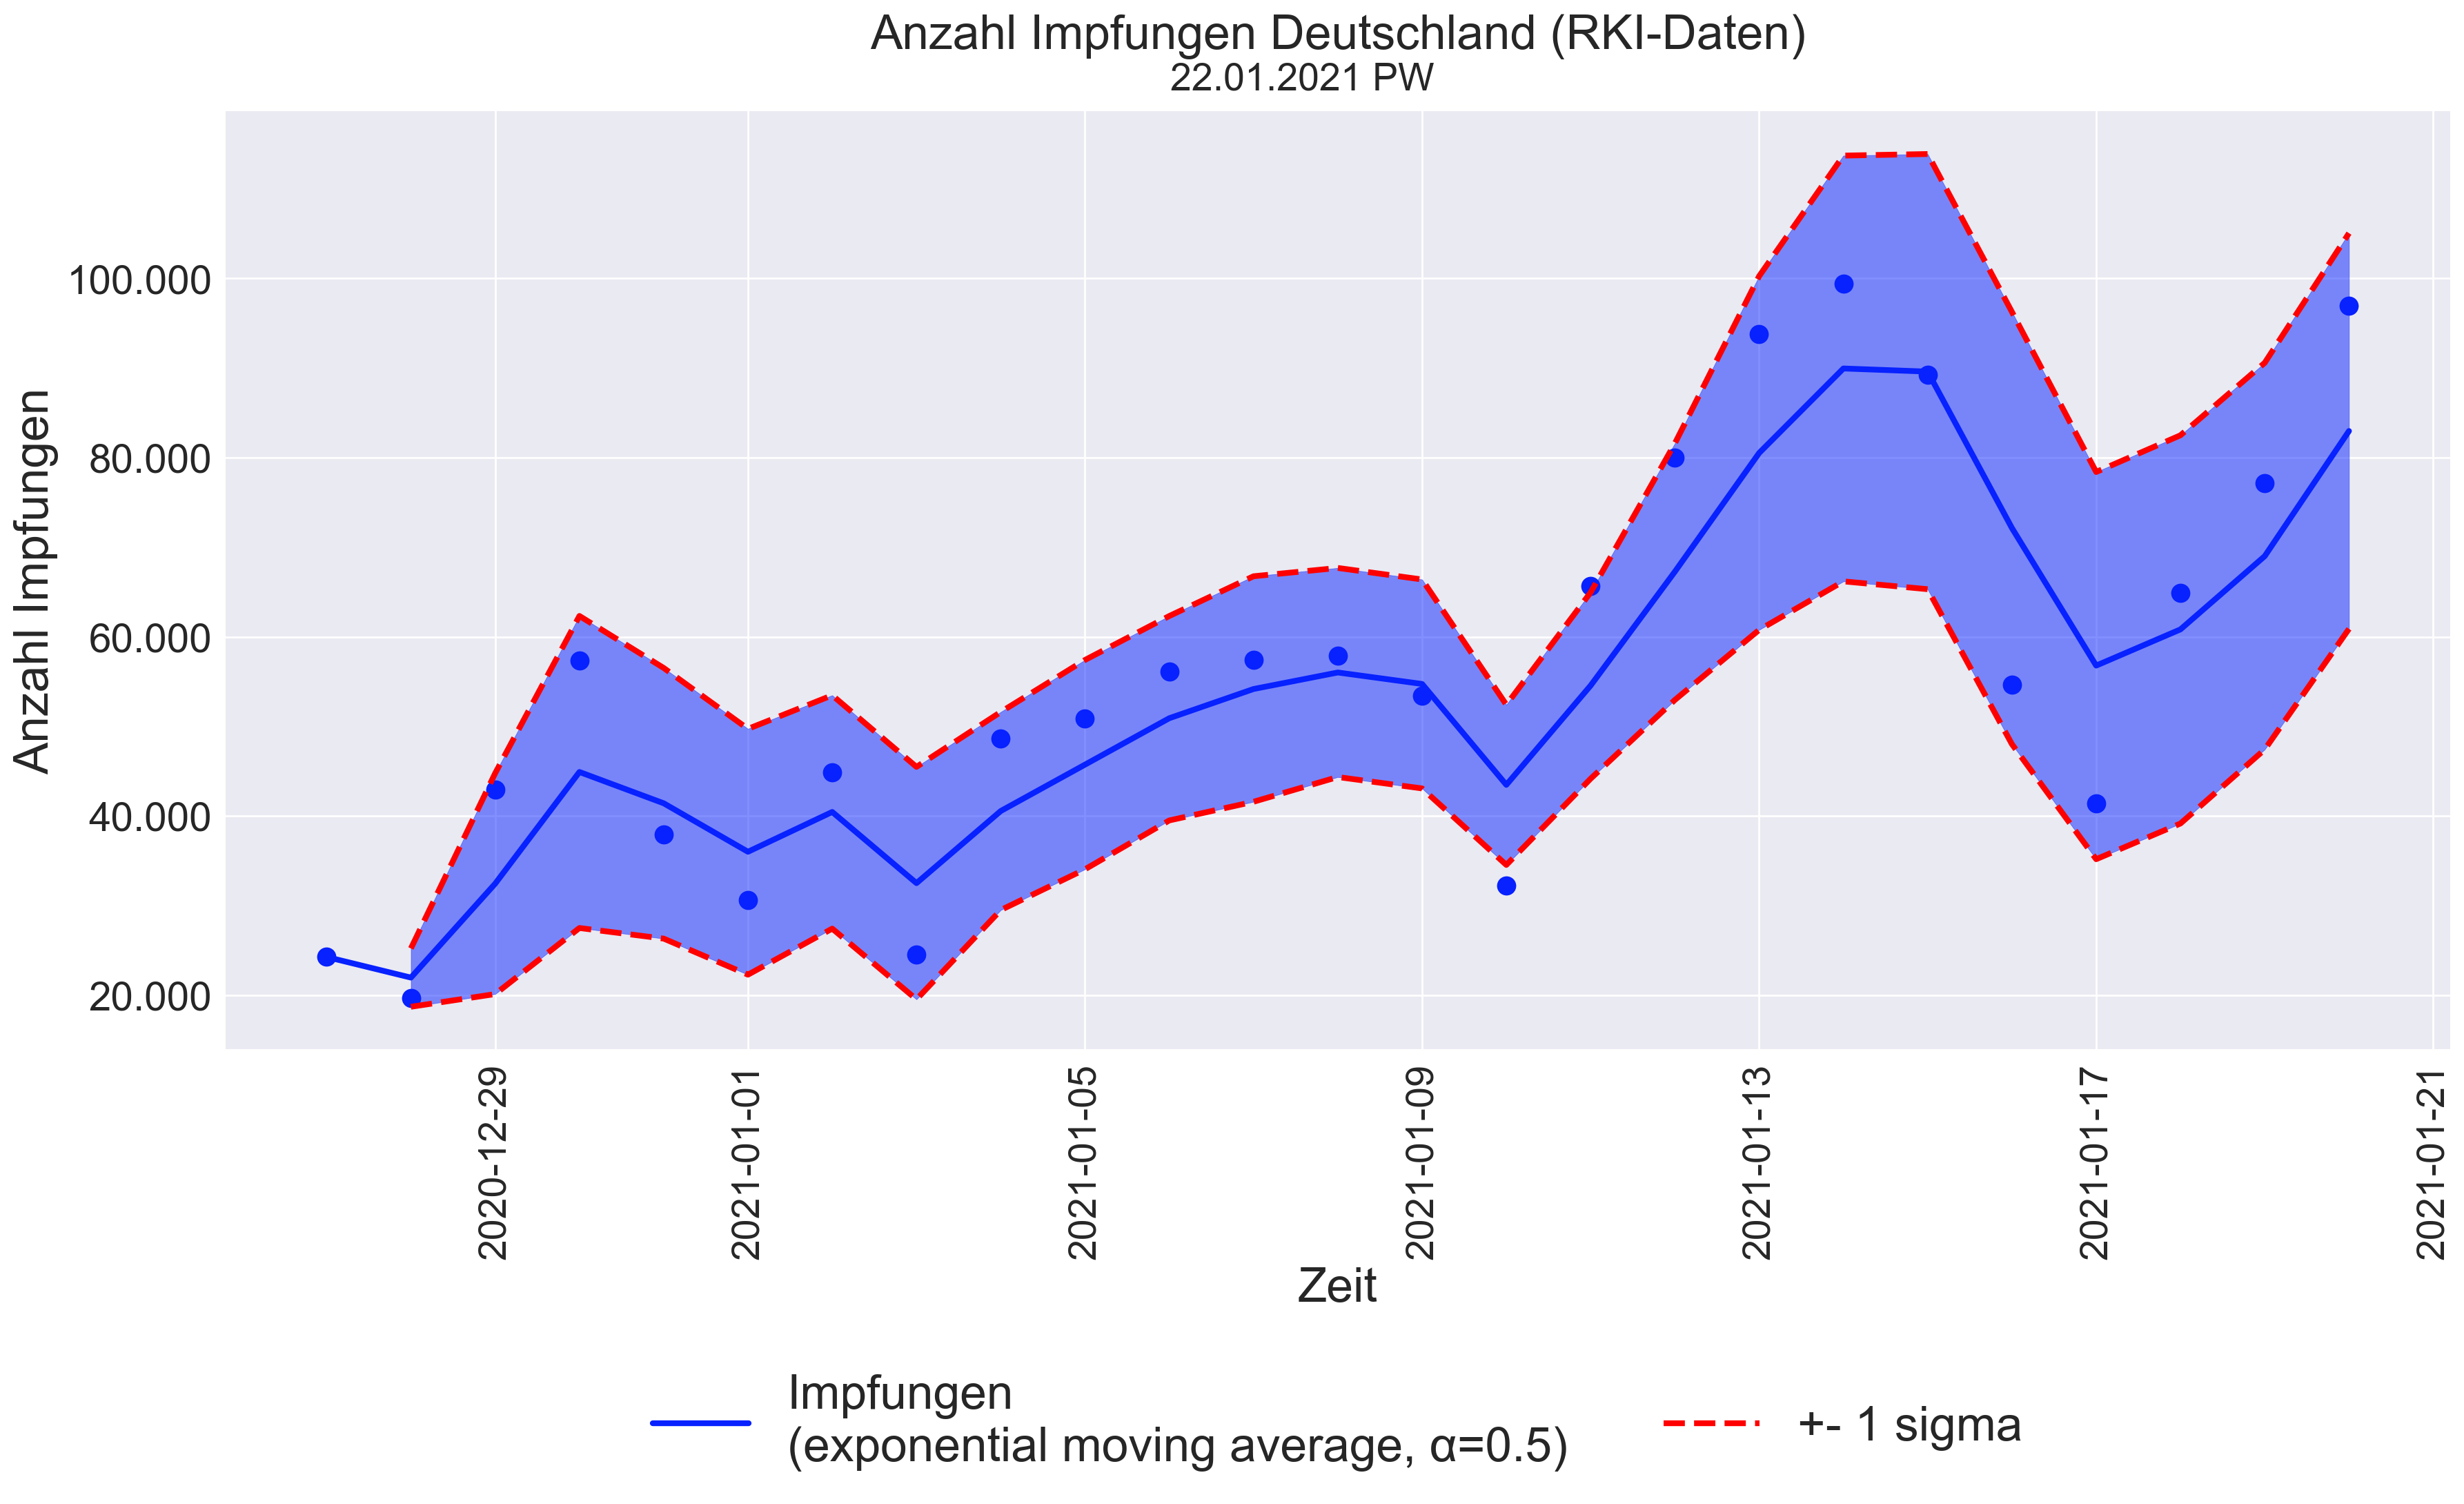 Anzahl Impfungen Deutschland (RKI-Daten)
22.01.2021 PW
Anzahl Impfungen
100.000
80.000
60.000
40.000
20.000
2020-12-29
2021-01-01
2021-01-05
2021-01-09
2021-01-13
2021-01-17
2021-01-21
Zeit
Impfungen
(exponential moving average, α=0.5)
+- 1 sigma